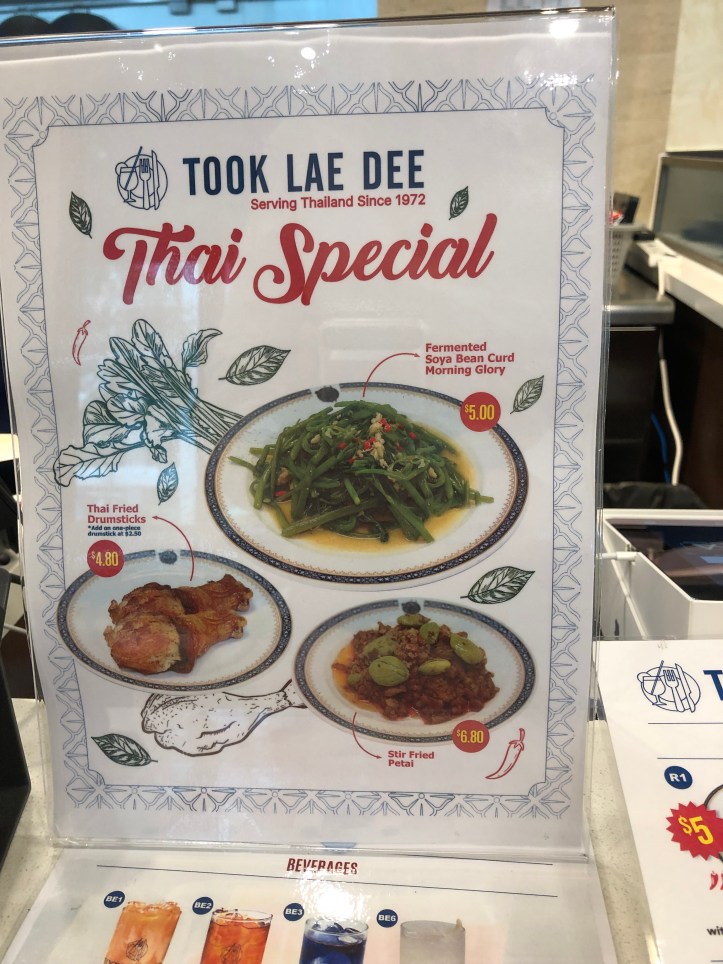 TOOK LAE DEE
Serving Thailand Since 1972
Thai Special
Fermented
Soya Bean Curd
Morning Glory
$5.00
Thai Fried
Drumsticks
*Add on one-piece
drumstick at $2.50
$4.80
$6.80
Stir Fried
Petai
BEVERAGES
BE1
BE2
BE3
BE6
T
R1
$5